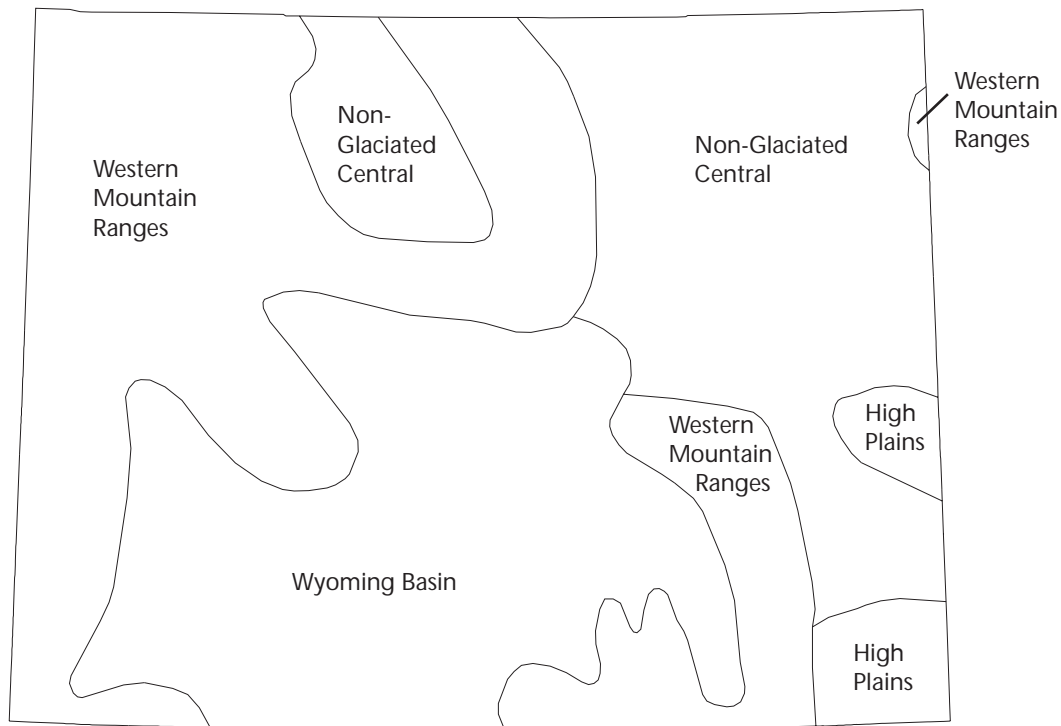 Western
Mountain
Ranges
Non-
Glaciated
Central
Non-Glaciated
Central
Western
Mountain
Ranges
Western
Mountain
Ranges
High
Plains
Wyoming Basin
High
Plains